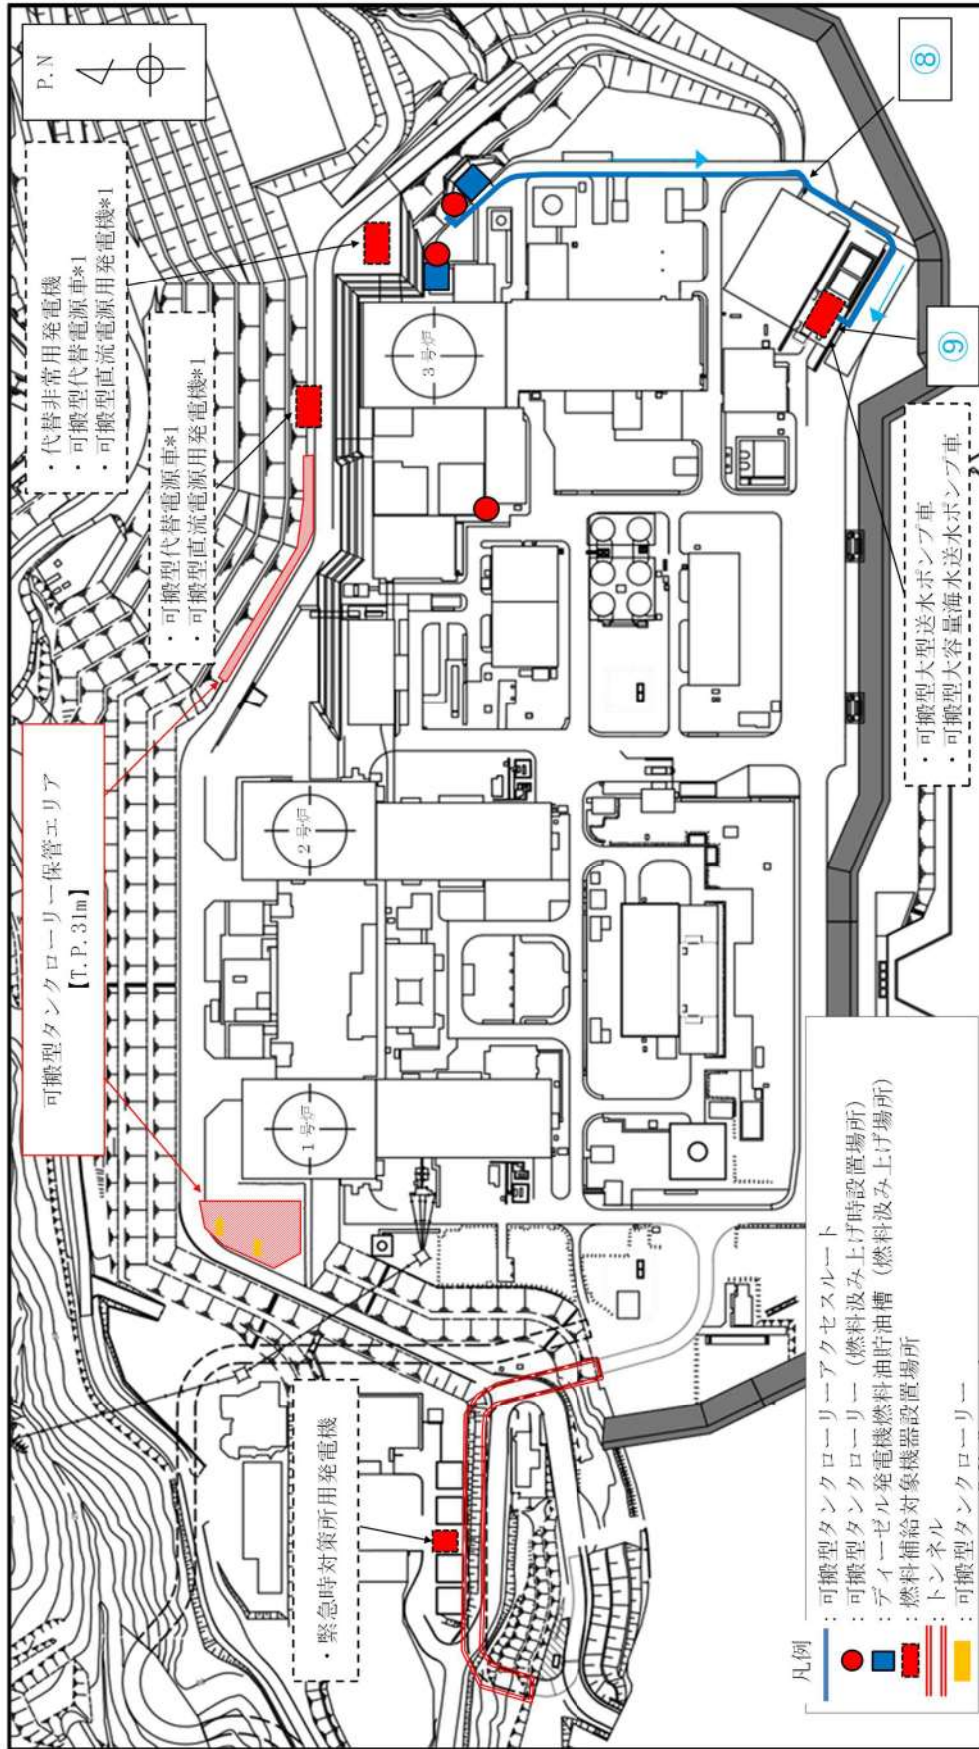 P.N
・代替非常用発電機
・可搬型代替電源車*1
・可搬型直流電源用発電機*1
・可搬型代替電源車*1
・可搬型直流電源用発電機*1
可搬型タンクローリー保管エリア
【T.P.31m】
・緊急時対策所用発電機
1号炉
2号炉
3号炉
⑧
⑨
・可搬型大型送水ポンプ車
・可搬型大容量海水送水ポンプ車
凡例
：可搬型タンクローリーアクセスルート
：可搬型タンクローリー（燃料汲み上げ時設置場所）
：ディーゼル発電機燃料油貯油槽（燃料汲み上げ場所）
：燃料補給対象機器設置場所
：トンネル
：可搬型タンクローリー